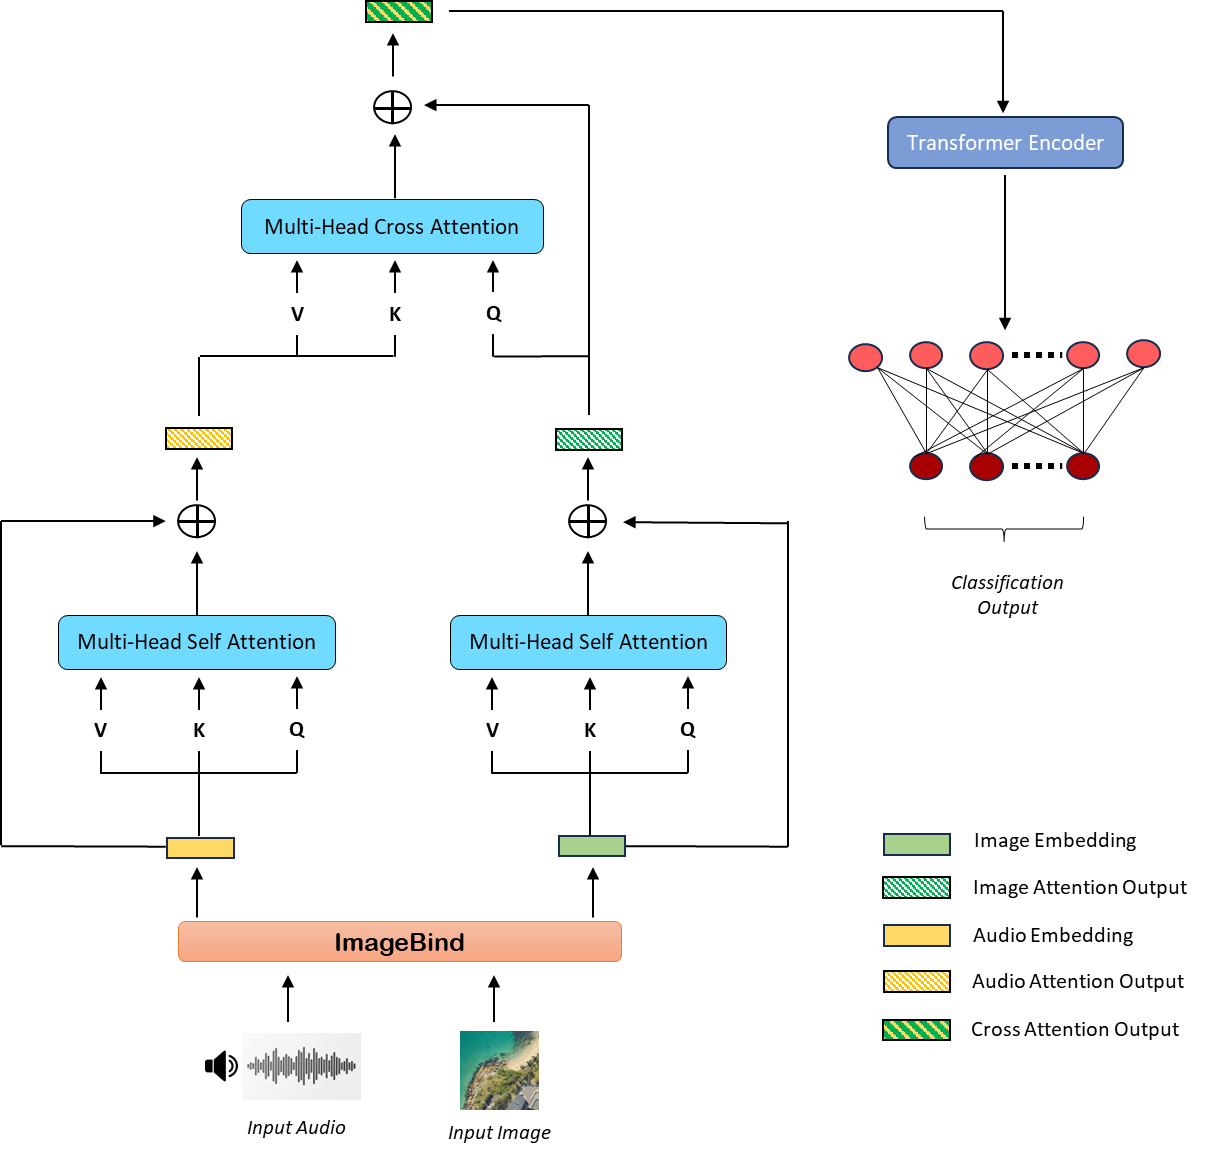 Transformer Encoder
Multi-Head Cross Attention
V K Q
Classification
Output
Multi-Head Self Attention
Multi-Head Self Attention
V K Q
V K Q
Image Embedding
Image Attention Output
Audio Embedding
Audio Attention Output
Cross Attention Output
ImageBind
Input Audio
Input Image